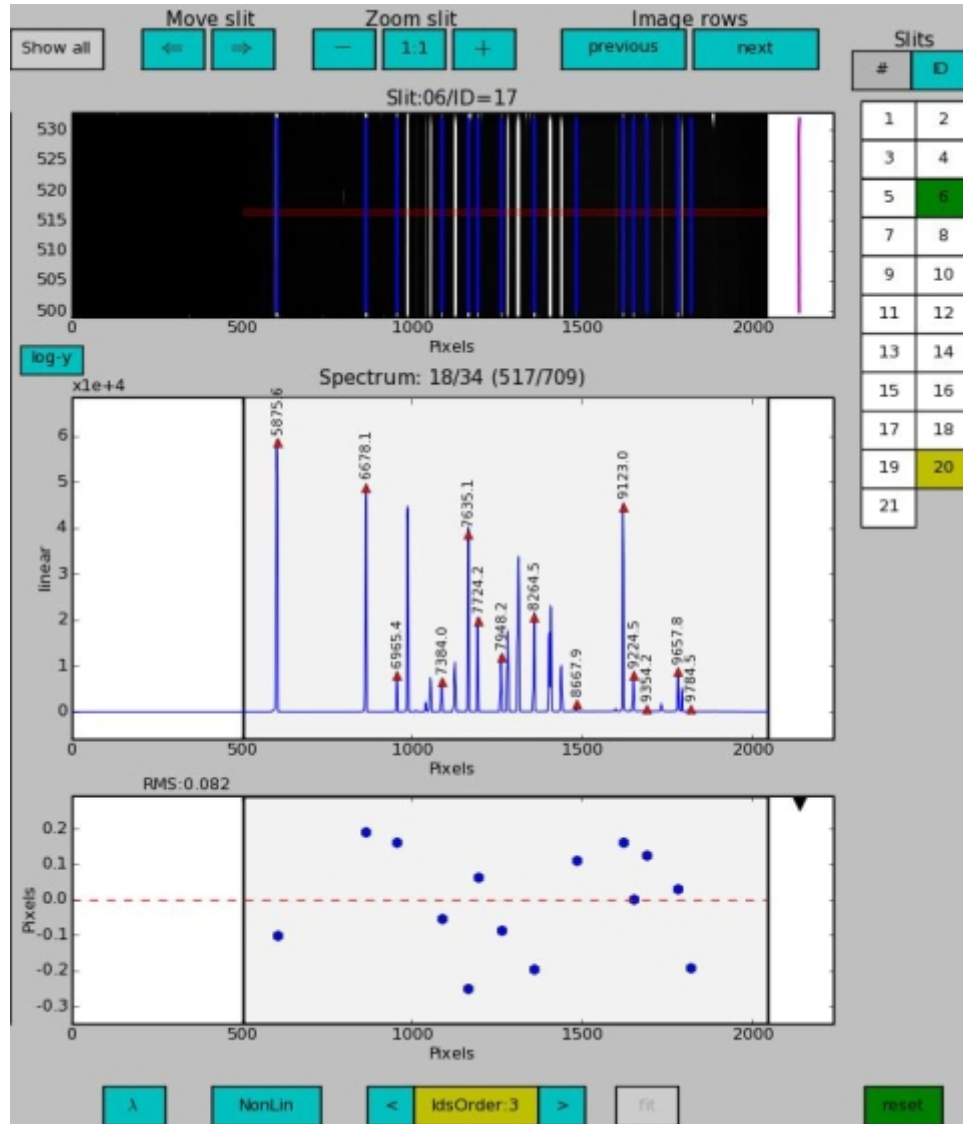 Move slit Zoom slit Image rows
Show all ⇐ ⇒ − 1:1 + previous next
Slits
# ID
Slit:06/ID=17
1 2
3 4
5 6
7 8
9 10
11 12
13 14
15 16
17 18
19 20
21
530
525
520
515
510
505
500
0 500 1000 1500 2000
Pixels
log-y
Spectrum: 18/34 (517/709)
x1e+4
linear
6
5
4
3
2
1
0
5875.6
6678.1
6965.4
7384.0
7635.1
7724.2
7948.2
8264.5
8667.9
9123.0
9224.5
9354.2
9657.8
9784.5
0 500 1000 1500 2000
Pixels
RMS:0.082
Pixels
0.2
0.1
0.0
-0.1
-0.2
-0.3
0 500 1000 1500 2000
Pixels
λ NonLin < IdsOrder:3 > fit reset